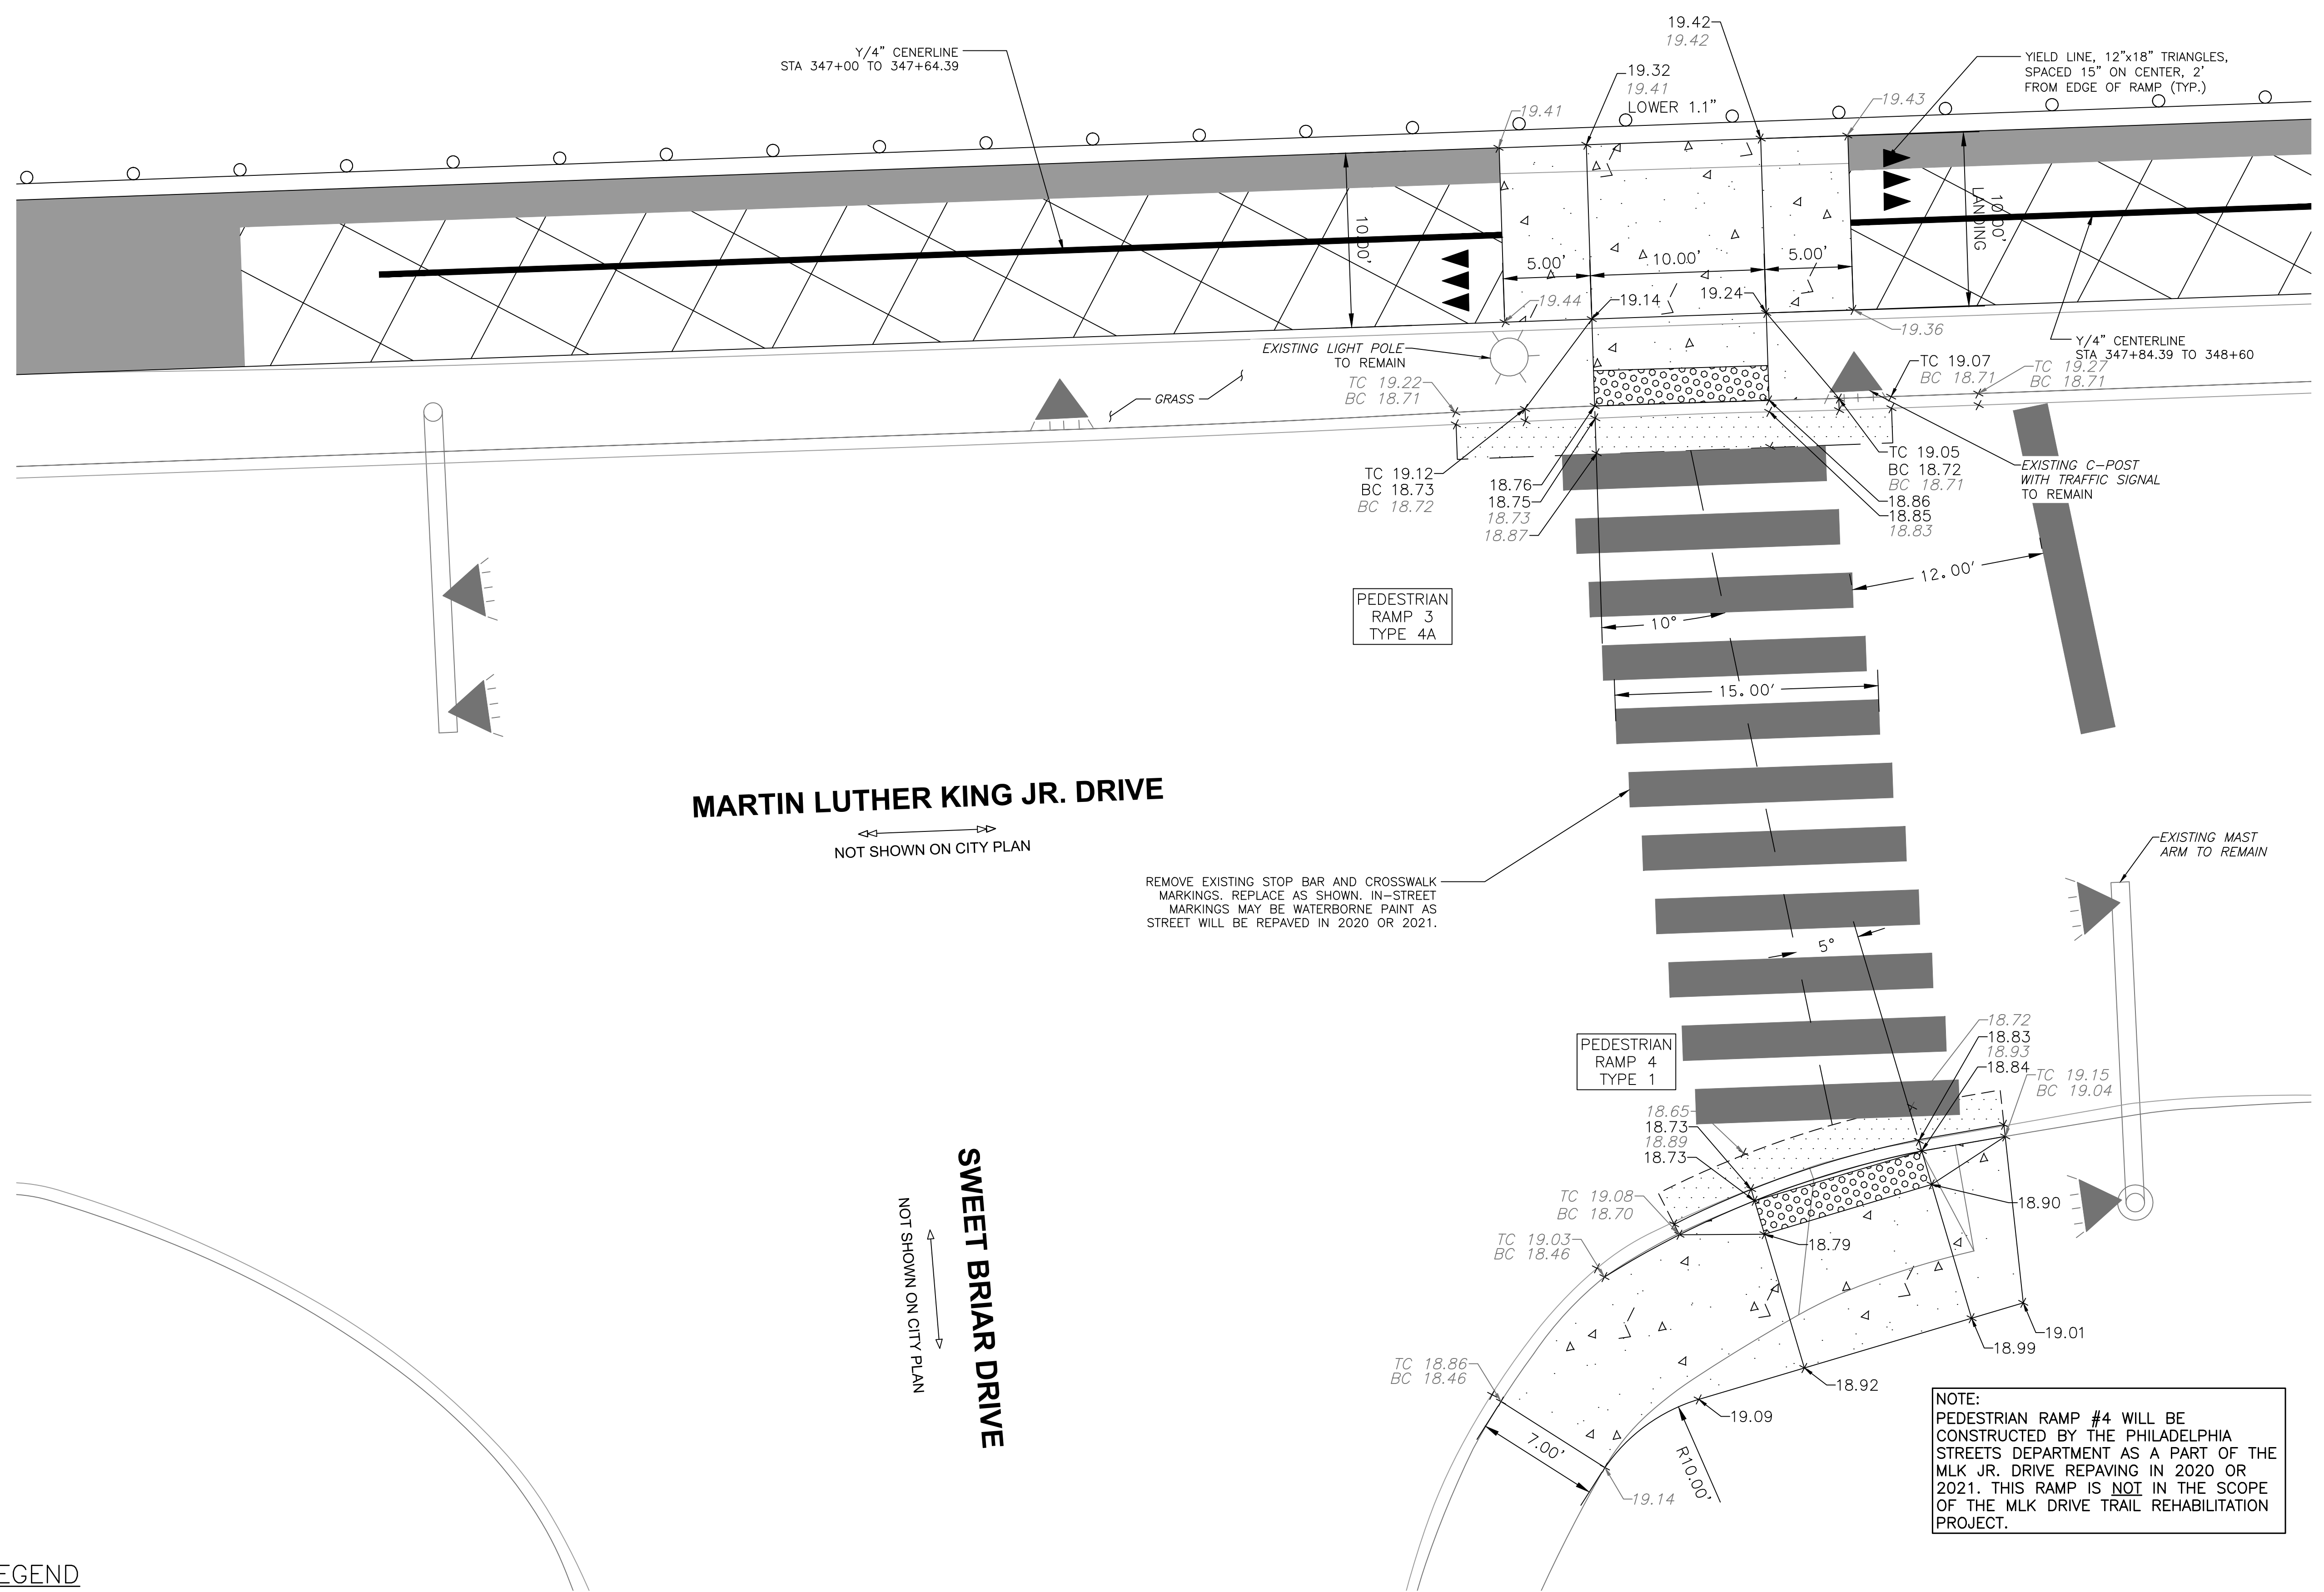 19.42
19.42
Y/4" CENERLINE
STA 347+00 TO 347+64.39
YIELD LINE, 12"x18" TRIANGLES,
SPACED 15" ON CENTER, 2'
FROM EDGE OF RAMP (TYP.)
19.32
19.41
LOWER 1.1"
19.41
19.43
10.00'
10.00'
LANDING
5.00'
10.00'
5.00'
19.44
19.14
19.24
19.36
Y/4" CENTERLINE
STA 347+84.39 TO 348+60
EXISTING LIGHT POLE
TO REMAIN
TC 19.22
BC 18.71
TC 19.07
BC 18.71
TC 19.27
BC 18.71
GRASS
TC 19.12
BC 18.73
BC 18.72
18.76
18.75
18.73
18.87
TC 19.05
BC 18.72
BC 18.71
18.86
18.85
18.83
EXISTING C-POST
WITH TRAFFIC SIGNAL
TO REMAIN
12.00'
PEDESTRIAN
RAMP 3
TYPE 4A
10°
15.00'
MARTIN LUTHER KING JR. DRIVE
NOT SHOWN ON CITY PLAN
EXISTING MAST
ARM TO REMAIN
REMOVE EXISTING STOP BAR AND CROSSWALK
MARKINGS. REPLACE AS SHOWN. IN-STREET
MARKINGS MAY BE WATERBORNE PAINT AS
STREET WILL BE REPAVED IN 2020 OR 2021.
5°
PEDESTRIAN
RAMP 4
TYPE 1
18.72
18.83
18.93
18.84
TC 19.15
BC 19.04
18.65
18.73
18.89
18.73
TC 19.08
BC 18.70
TC 19.03
BC 18.46
18.90
18.79
SWEET BRIAR DRIVE
NOT SHOWN ON CITY PLAN
19.01
18.99
TC 18.86
BC 18.46
18.92
19.09
7.00'
R10.00'
19.14
NOTE:
PEDESTRIAN RAMP #4 WILL BE
CONSTRUCTED BY THE PHILADELPHIA
STREETS DEPARTMENT AS A PART OF THE
MLK JR. DRIVE REPAVING IN 2020 OR
2021. THIS RAMP IS NOT IN THE SCOPE
OF THE MLK DRIVE TRAIL REHABILITATION
PROJECT.
EGEND